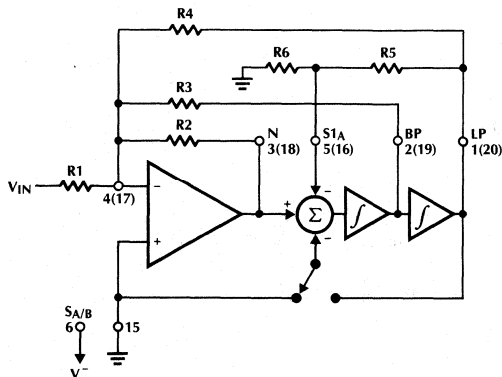 R4
R6
R5
R3
R2
N
3(18)
S1A
5(16)
BP
2(19)
LP
1(20)
R1
VIN
4(17)
−
+
+
Σ
−
−
∫
∫
SA/B
6
15
V−